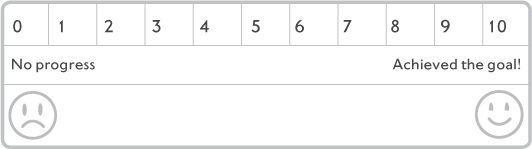 0 1 2 3 4 5 6 7 8 9 10
No progress Achieved the goal!